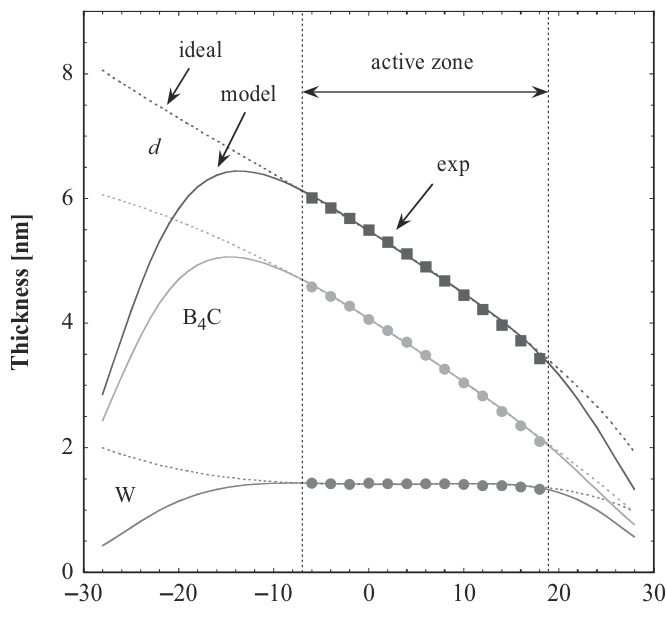 8
6
4
2
0
Thickness [nm]
ideal
model
d
active zone
exp
B₄C
W
−30 −20 −10 0 10 20 30